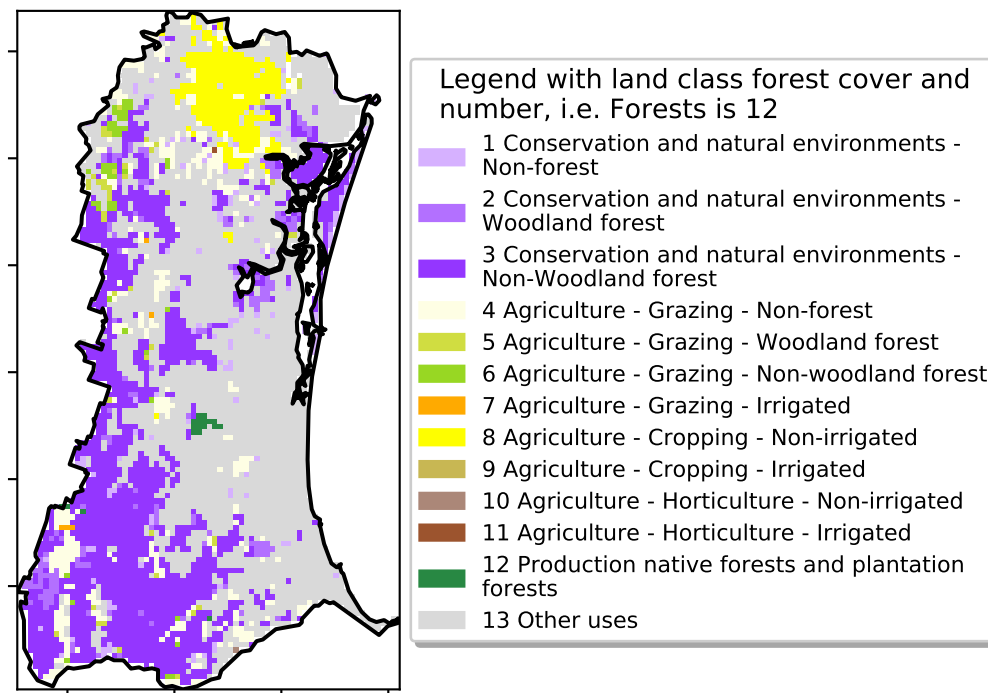 Legend with land class forest cover and
number, i.e. Forests is 12
1 Conservation and natural environments -
Non-forest
2 Conservation and natural environments -
Woodland forest
3 Conservation and natural environments -
Non-Woodland forest
4 Agriculture - Grazing - Non-forest
5 Agriculture - Grazing - Woodland forest
6 Agriculture - Grazing - Non-woodland forest
7 Agriculture - Grazing - Irrigated
8 Agriculture - Cropping - Non-irrigated
9 Agriculture - Cropping - Irrigated
10 Agriculture - Horticulture - Non-irrigated
11 Agriculture - Horticulture - Irrigated
12 Production native forests and plantation
forests
13 Other uses